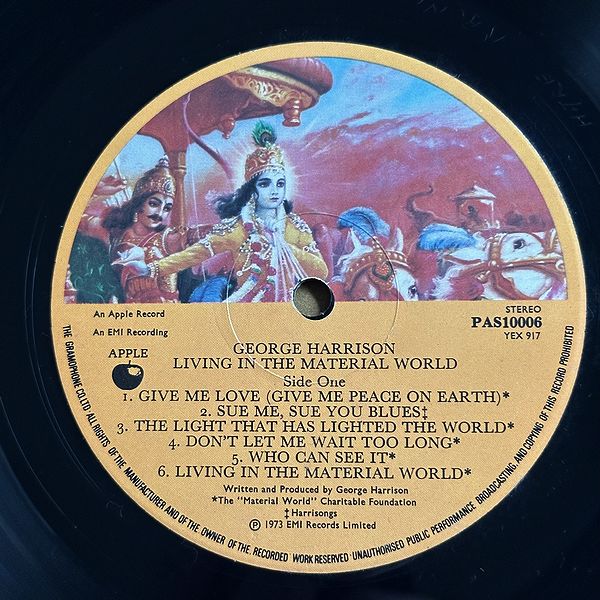 An Apple Record
An EMI Recording
APPLE
STEREO
PAS10006
YEX 917
GEORGE HARRISON
LIVING IN THE MATERIAL WORLD
Side One
1. GIVE ME LOVE (GIVE ME PEACE ON EARTH)*
2. SUE ME, SUE YOU BLUES‡
3. THE LIGHT THAT HAS LIGHTED THE WORLD*
4. DON'T LET ME WAIT TOO LONG*
5. WHO CAN SEE IT*
6. LIVING IN THE MATERIAL WORLD*
Written and Produced by George Harrison
*The "Material World" Charitable Foundation
‡Harrisongs
℗ 1973 EMI Records Limited
THE GRAMOPHONE CO LTD ALL RIGHTS OF THE MANUFACTURER AND OF THE OWNER OF THE RECORDED WORK RESERVED UNAUTHORISED PUBLIC PERFORMANCE BROADCASTING AND COPYING OF THIS RECORD PROHIBITED